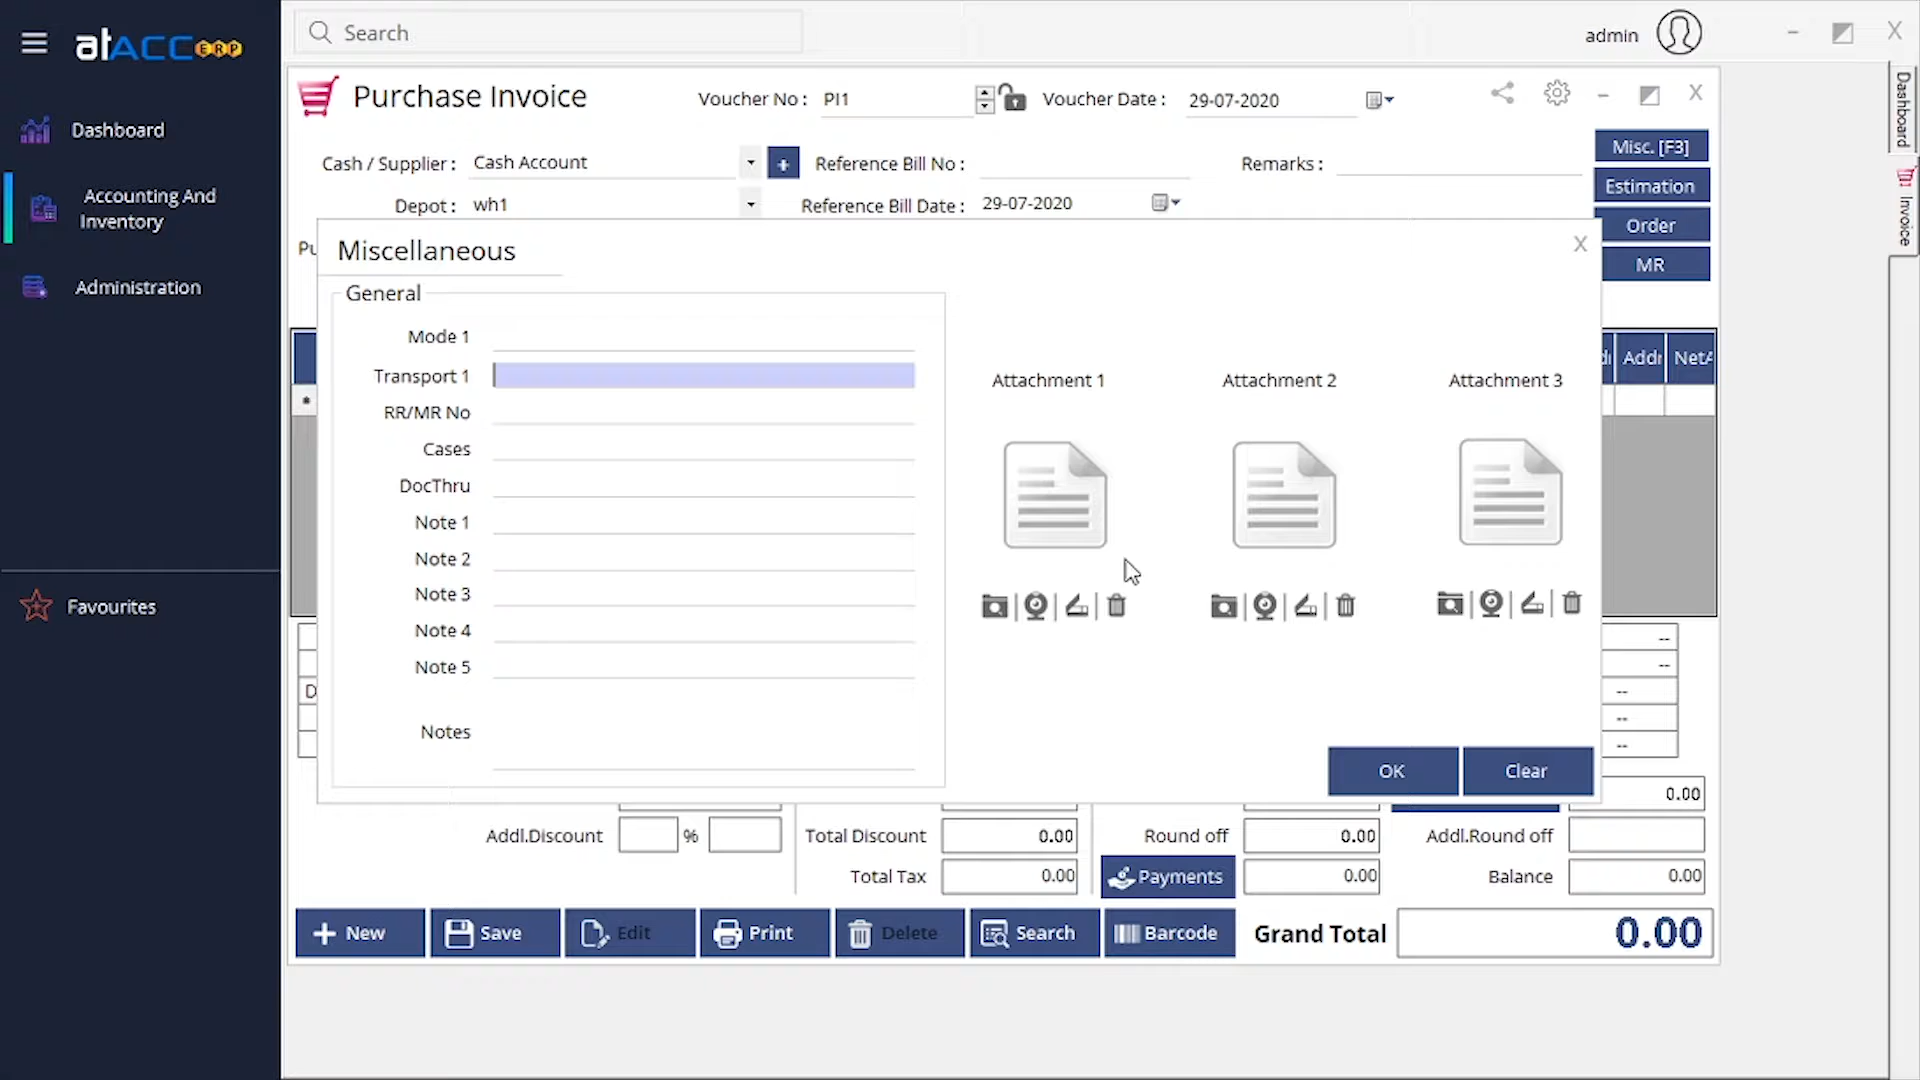 atACC ERP
Search
admin
Dashboard
Accounting And
Inventory
Administration
Favourites
Purchase Invoice
Voucher No : PI1
Voucher Date : 29-07-2020
Cash / Supplier : Cash Account
+
Reference Bill No :
Remarks :
Depot : wh1
Reference Bill Date : 29-07-2020
Misc. [F3]
Estimation
Order
MR
Dashboard
Invoice
Pu
Miscellaneous
X
General
Mode 1
Transport 1
RR/MR No
Cases
DocThru
Note 1
Note 2
Note 3
Note 4
Note 5
Notes
Attachment 1
Attachment 2
Attachment 3
OK
Clear
Addr
NetA
*
D
--
--
--
--
--
0.00
Addl.Discount %
Total Discount 0.00
Round off 0.00
Addl.Round off
Total Tax 0.00
Payments 0.00
Balance 0.00
New
Save
Edit
Print
Delete
Search
Barcode
Grand Total 0.00